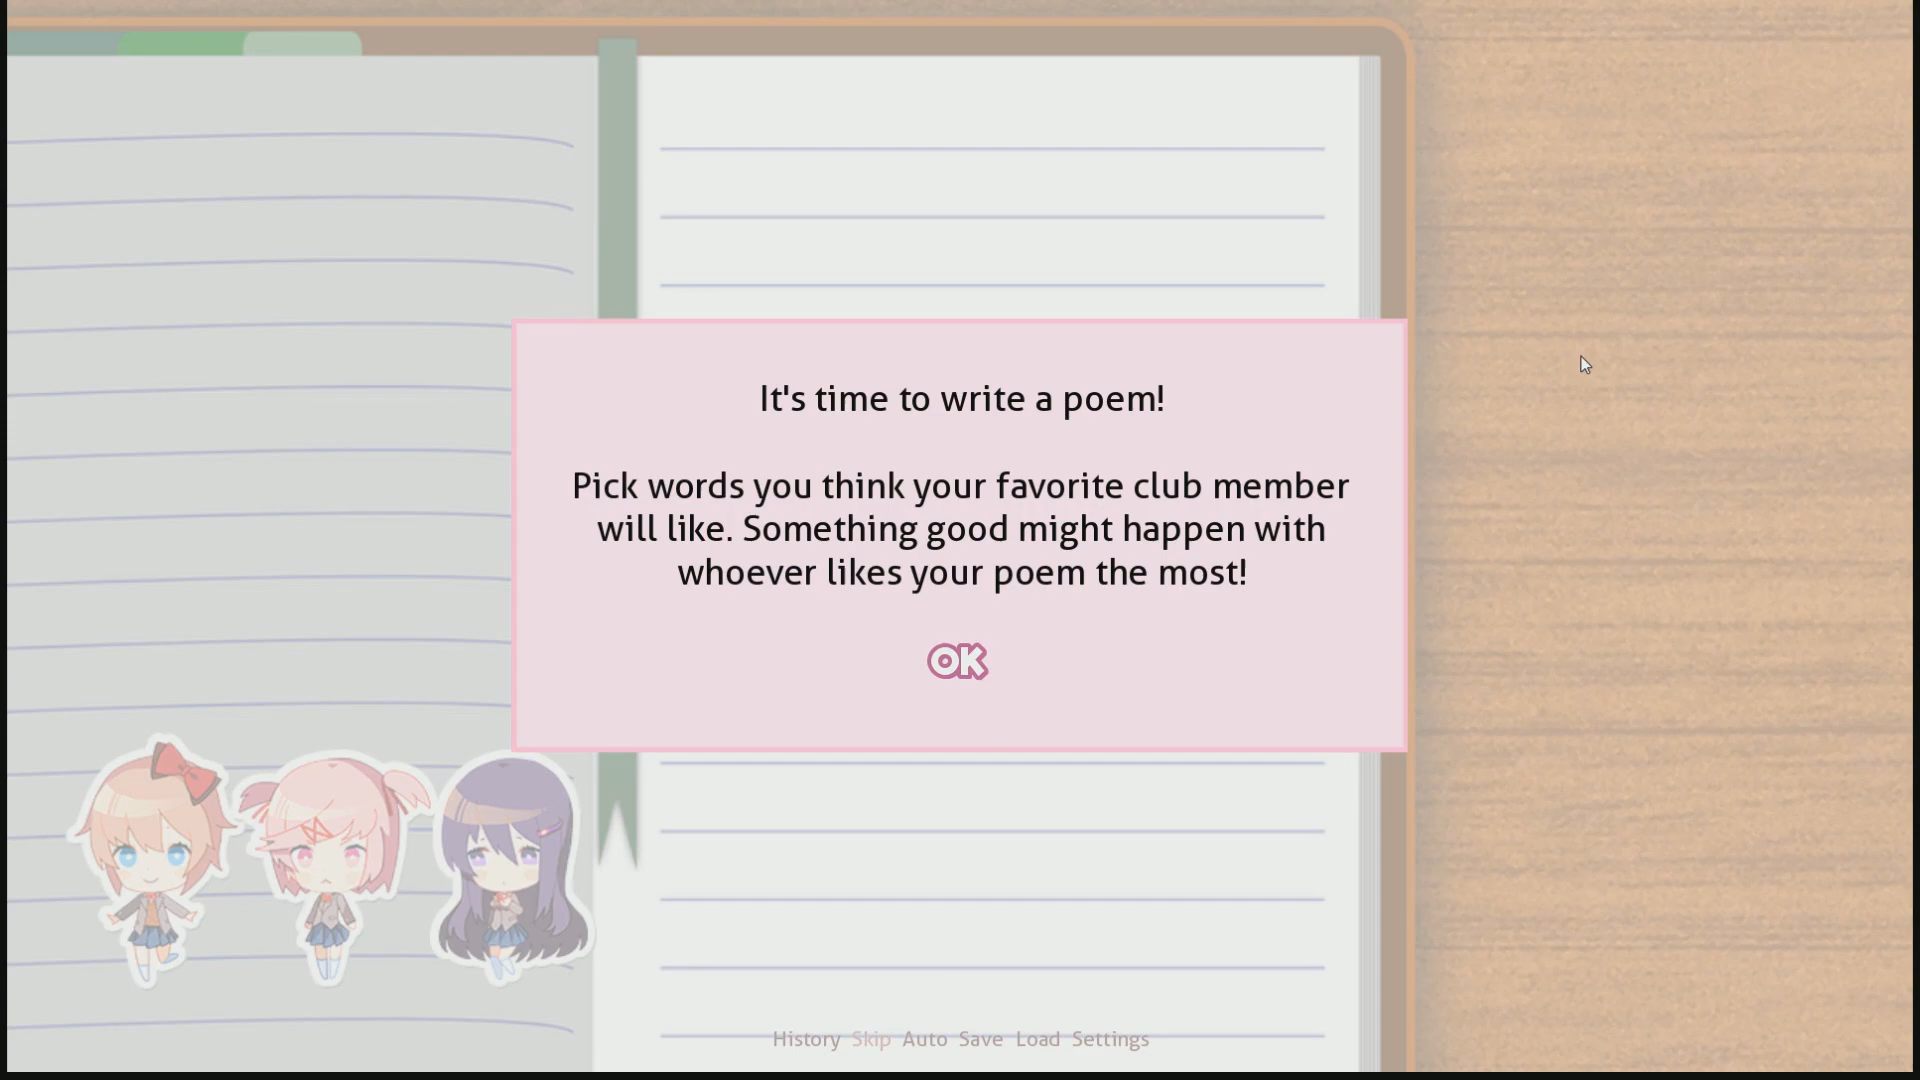 It's time to write a poem!
Pick words you think your favorite club member
will like. Something good might happen with
whoever likes your poem the most!
OK
History Skip Auto Save Load Settings